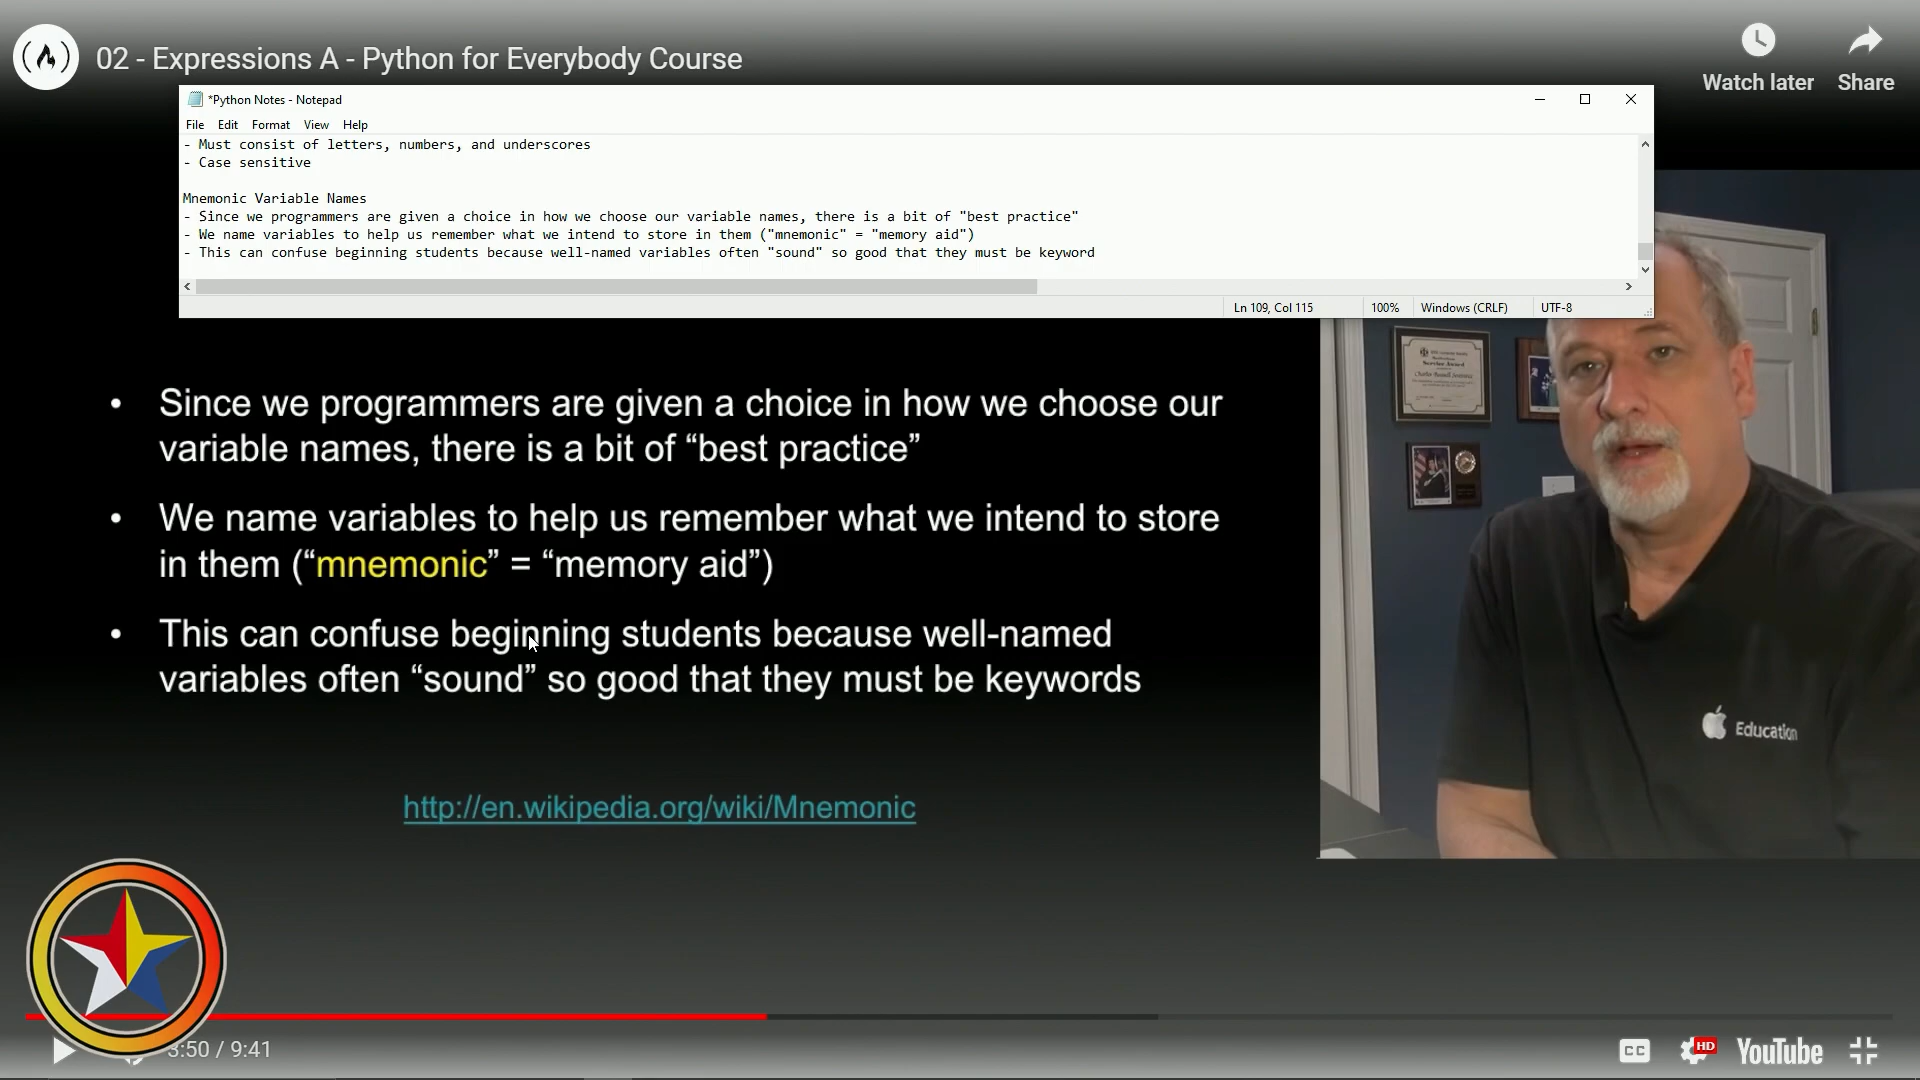 02 - Expressions A - Python for Everybody Course
Watch later
Share
*Python Notes - Notepad
File Edit Format View Help
- Must consist of letters, numbers, and underscores
- Case sensitive
Mnemonic Variable Names
- Since we programmers are given a choice in how we choose our variable names, there is a bit of "best practice"
- We name variables to help us remember what we intend to store in them ("mnemonic" = "memory aid")
- This can confuse beginning students because well-named variables often "sound" so good that they must be keyword
Ln 109, Col 115
100%
Windows (CRLF)
UTF-8
• Since we programmers are given a choice in how we choose our
variable names, there is a bit of “best practice”
• We name variables to help us remember what we intend to store
in them (“mnemonic” = “memory aid”)
• This can confuse beginning students because well-named
variables often “sound” so good that they must be keywords
http://en.wikipedia.org/wiki/Mnemonic
Service Award
Education
3:50 / 9:41
CC
HD
YouTube